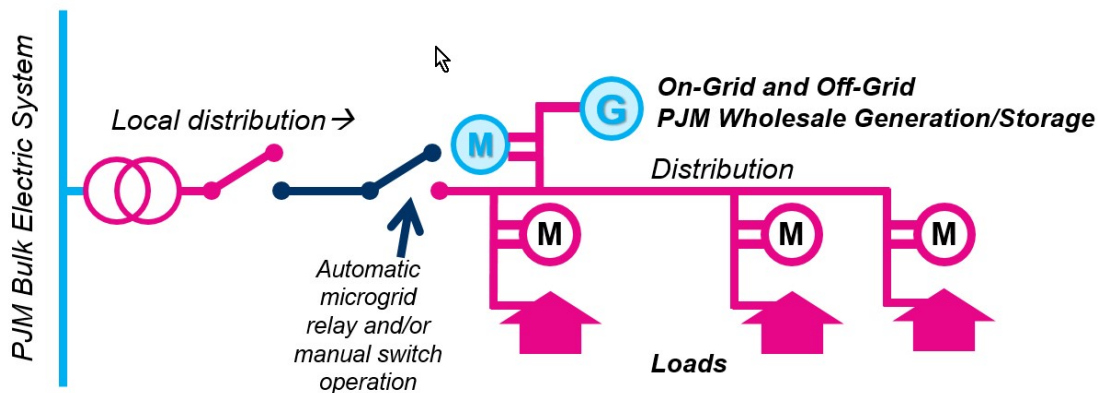 PJM Bulk Electric System
Local distribution →
M
G
On-Grid and Off-Grid
PJM Wholesale Generation/Storage
Distribution
M
M
M
Automatic
microgrid
relay and/or
manual switch
operation
Loads